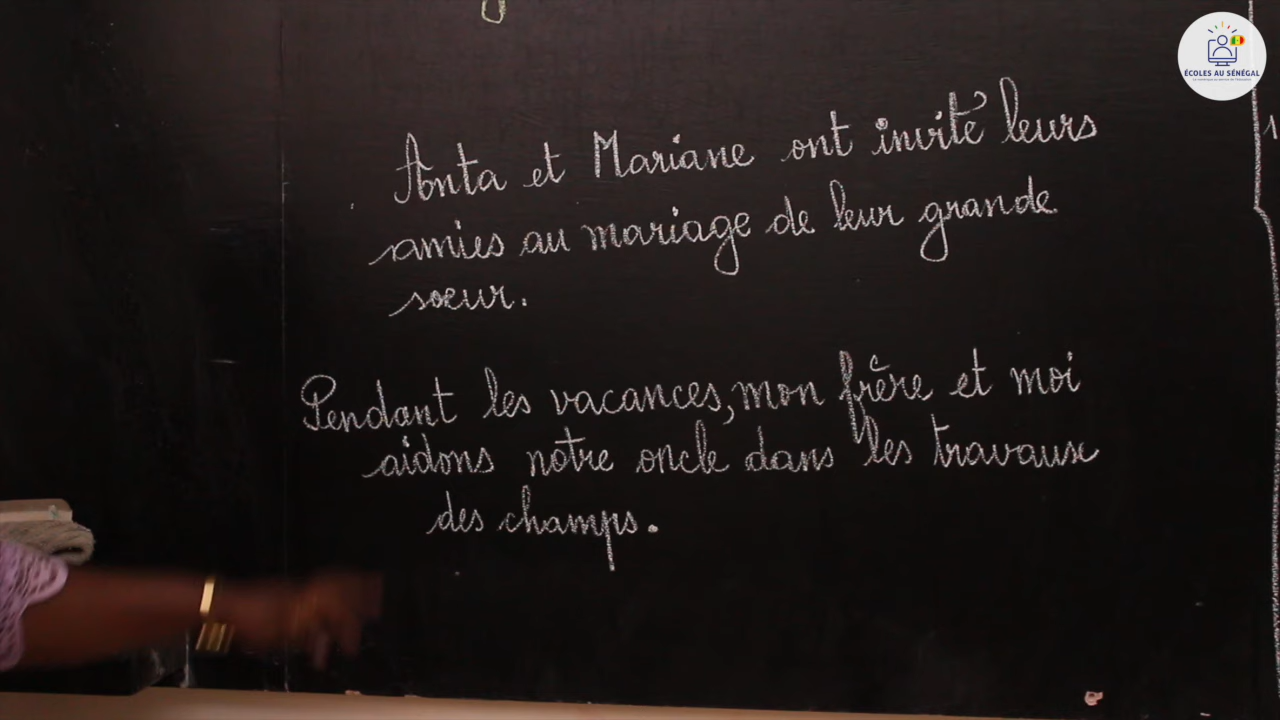 ÉCOLES AU SÉNÉGAL
Anta et Mariane ont invité leurs
amies au mariage de leur grande
sœur.
Pendant les vacances, mon frère et moi
aidons notre oncle dans les travaux
des champs.